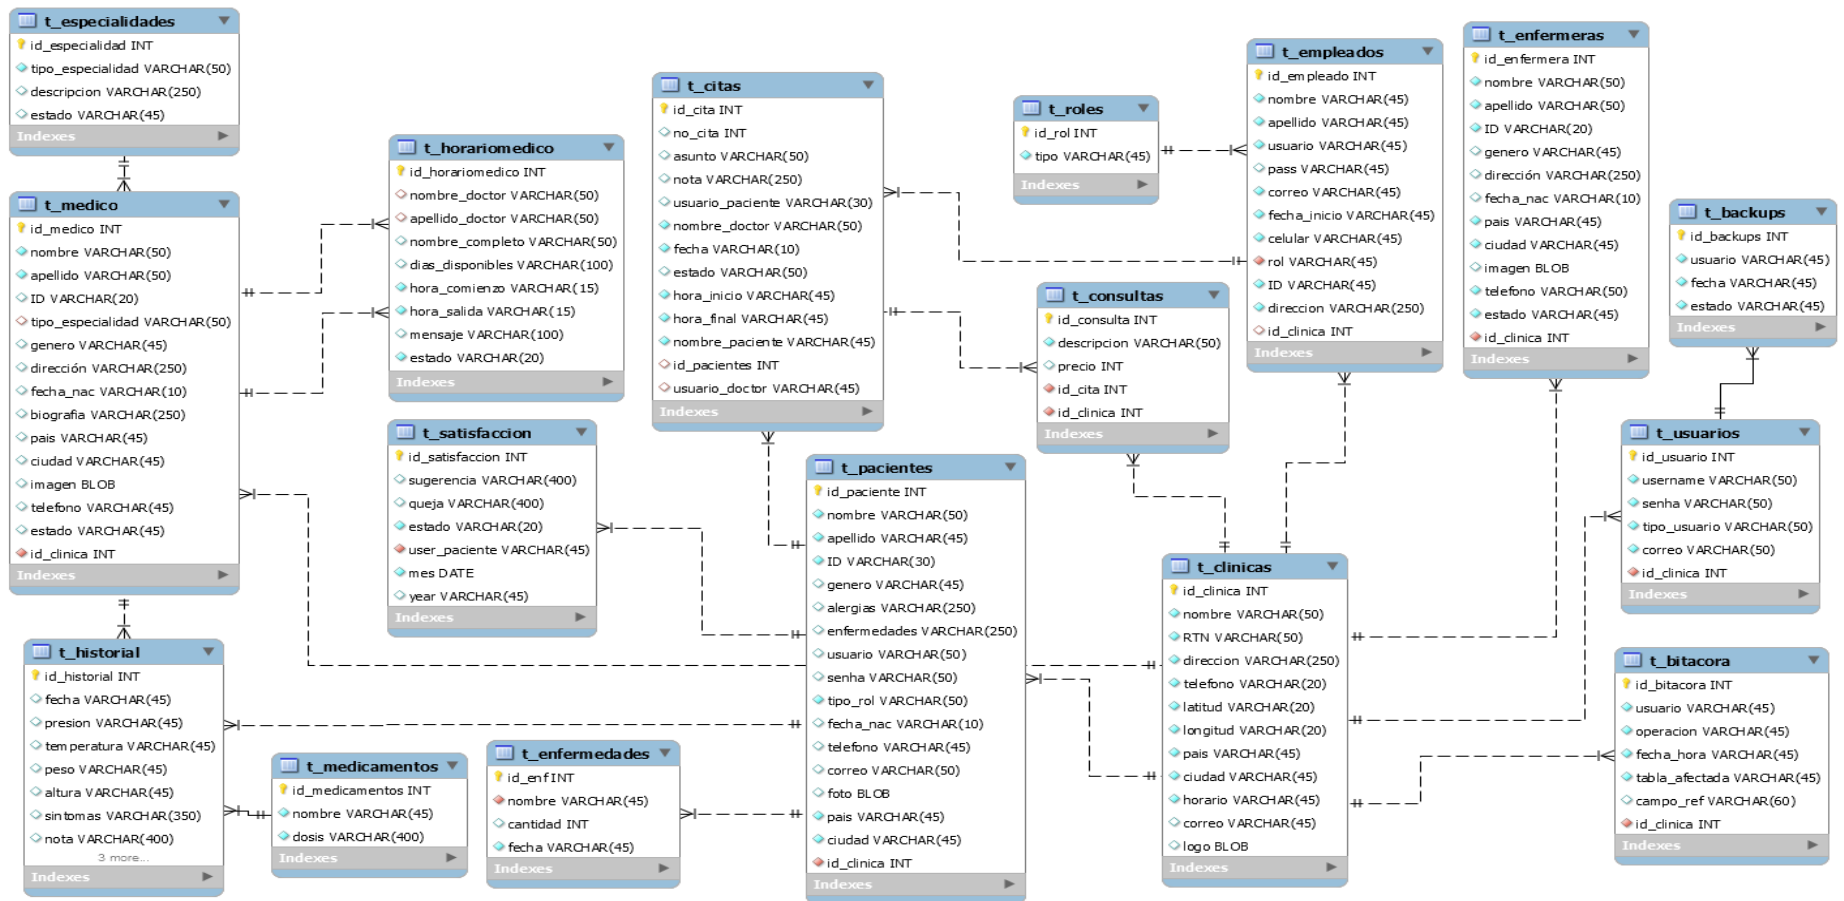 t_especialidades
id_especialidad INT
tipo_especialidad VARCHAR(50)
descripcion VARCHAR(250)
estado VARCHAR(45)
Indexes
t_medico
id_medico INT
nombre VARCHAR(50)
apellido VARCHAR(50)
ID VARCHAR(20)
tipo_especialidad VARCHAR(50)
genero VARCHAR(45)
dirección VARCHAR(250)
fecha_nac VARCHAR(10)
biografia VARCHAR(250)
pais VARCHAR(45)
ciudad VARCHAR(45)
imagen BLOB
telefono VARCHAR(45)
estado VARCHAR(45)
id_clinica INT
Indexes
t_historial
id_historial INT
fecha VARCHAR(45)
presion VARCHAR(45)
temperatura VARCHAR(45)
peso VARCHAR(45)
altura VARCHAR(45)
sintomas VARCHAR(350)
nota VARCHAR(400)
3 more...
Indexes
t_horariomedico
id_horariomedico INT
nombre_doctor VARCHAR(50)
apellido_doctor VARCHAR(50)
nombre_completo VARCHAR(50)
dias_disponibles VARCHAR(100)
hora_comienzo VARCHAR(15)
hora_salida VARCHAR(15)
mensaje VARCHAR(100)
estado VARCHAR(20)
Indexes
t_satisfaccion
id_satisfaccion INT
sugerencia VARCHAR(400)
queja VARCHAR(400)
estado VARCHAR(20)
user_paciente VARCHAR(45)
mes DATE
year VARCHAR(45)
Indexes
t_medicamentos
id_medicamentos INT
nombre VARCHAR(45)
dosis VARCHAR(400)
Indexes
t_enfermedades
id_enf INT
nombre VARCHAR(45)
cantidad INT
fecha VARCHAR(45)
Indexes
t_citas
id_cita INT
no_cita INT
asunto VARCHAR(50)
nota VARCHAR(250)
usuario_paciente VARCHAR(30)
nombre_doctor VARCHAR(50)
fecha VARCHAR(10)
estado VARCHAR(50)
hora_inicio VARCHAR(45)
hora_final VARCHAR(45)
nombre_paciente VARCHAR(45)
id_pacientes INT
usuario_doctor VARCHAR(45)
Indexes
t_pacientes
id_paciente INT
nombre VARCHAR(50)
apellido VARCHAR(45)
ID VARCHAR(30)
genero VARCHAR(45)
alergias VARCHAR(250)
enfermedades VARCHAR(250)
usuario VARCHAR(50)
senha VARCHAR(50)
tipo_rol VARCHAR(50)
fecha_nac VARCHAR(10)
telefono VARCHAR(45)
correo VARCHAR(50)
foto BLOB
pais VARCHAR(45)
ciudad VARCHAR(45)
id_clinica INT
Indexes
t_roles
id_rol INT
tipo VARCHAR(45)
Indexes
t_consultas
id_consulta INT
descripcion VARCHAR(50)
precio INT
id_cita INT
id_clinica INT
Indexes
t_empleados
id_empleado INT
nombre VARCHAR(45)
apellido VARCHAR(45)
usuario VARCHAR(45)
pass VARCHAR(45)
correo VARCHAR(45)
fecha_inicio VARCHAR(45)
celular VARCHAR(45)
rol VARCHAR(45)
ID VARCHAR(45)
direccion VARCHAR(250)
id_clinica INT
Indexes
t_clinicas
id_clinica INT
nombre VARCHAR(50)
RTN VARCHAR(50)
direccion VARCHAR(250)
telefono VARCHAR(20)
latitud VARCHAR(20)
longitud VARCHAR(20)
pais VARCHAR(45)
ciudad VARCHAR(45)
horario VARCHAR(45)
correo VARCHAR(45)
logo BLOB
Indexes
t_enfermeras
id_enfermera INT
nombre VARCHAR(50)
apellido VARCHAR(50)
ID VARCHAR(20)
genero VARCHAR(45)
dirección VARCHAR(250)
fecha_nac VARCHAR(10)
pais VARCHAR(45)
ciudad VARCHAR(45)
imagen BLOB
telefono VARCHAR(50)
estado VARCHAR(45)
id_clinica INT
Indexes
t_backups
id_backups INT
usuario VARCHAR(45)
fecha VARCHAR(45)
estado VARCHAR(45)
Indexes
t_usuarios
id_usuario INT
username VARCHAR(50)
senha VARCHAR(50)
tipo_usuario VARCHAR(50)
correo VARCHAR(50)
id_clinica INT
Indexes
t_bitacora
id_bitacora INT
usuario VARCHAR(45)
operacion VARCHAR(45)
fecha_hora VARCHAR(45)
tabla_afectada VARCHAR(45)
campo_ref VARCHAR(60)
id_clinica INT
Indexes